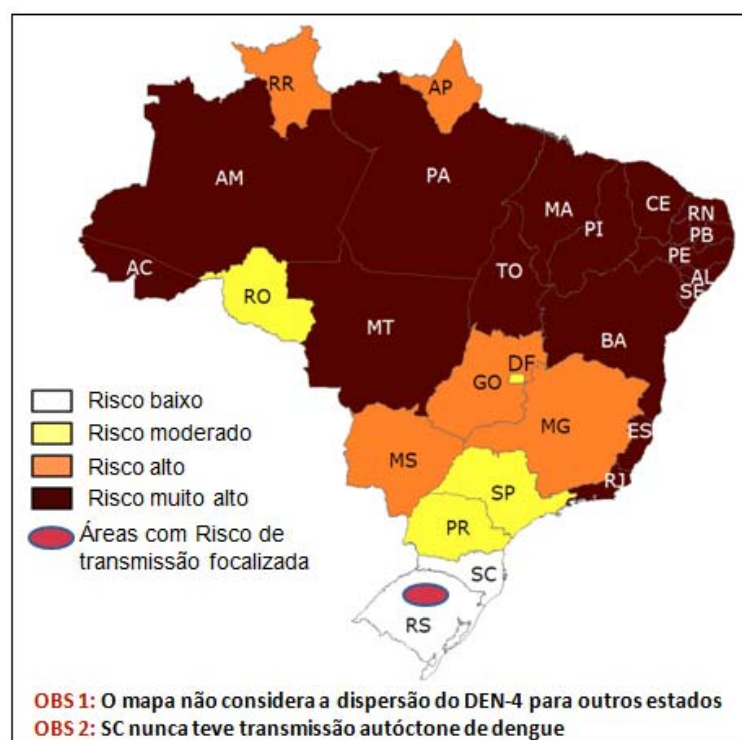 RR
AP
AM
PA
MA
CE
RN
PI
PB
PE
AC
TO
AL
SE
RO
MT
BA
DF
GO
Risco baixo
Risco moderado
MG
ES
Risco alto
MS
Risco muito alto
SP
RJ
Áreas com Risco de
transmissão focalizada
PR
SC
RS
OBS 1: O mapa não considera a dispersão do DEN-4 para outros estados
OBS 2: SC nunca teve transmissão autóctone de dengue